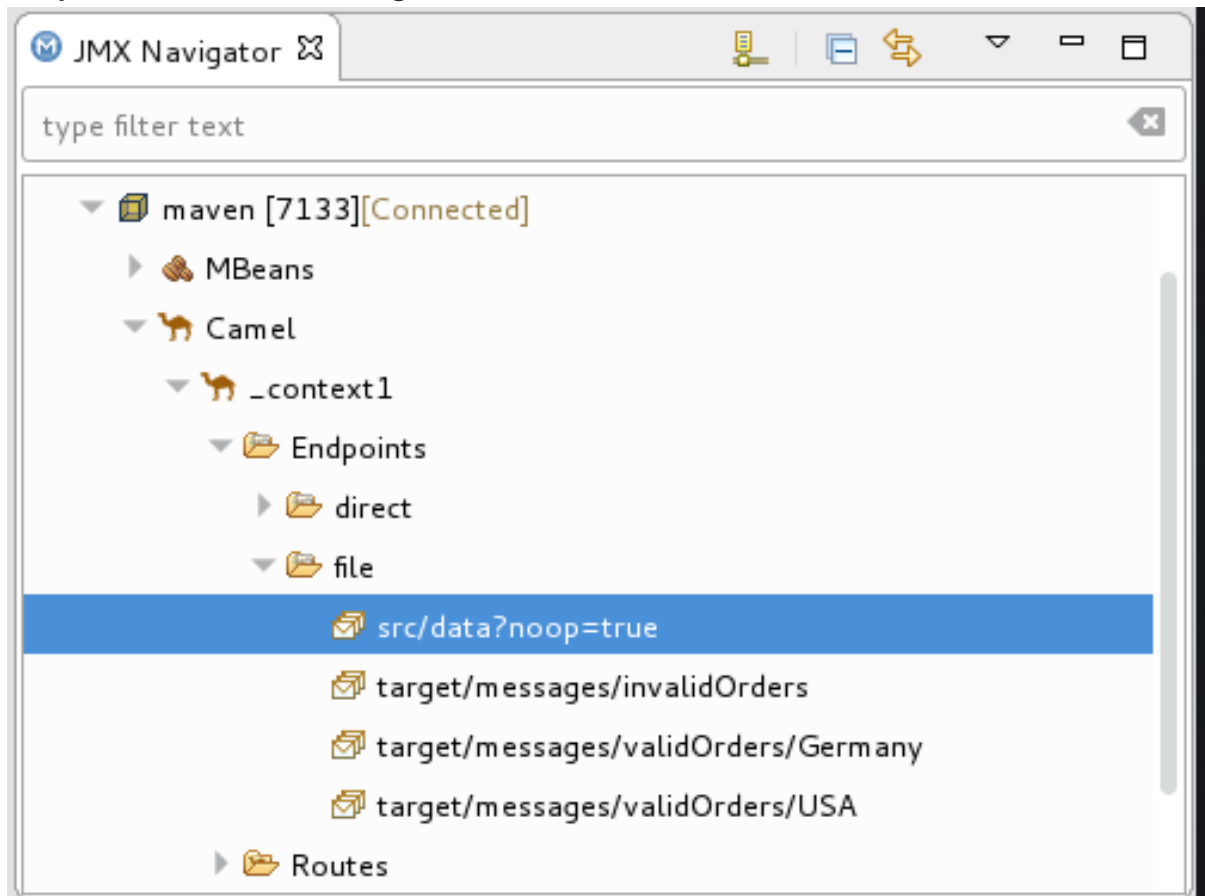 JMX Navigator
type filter text
maven [7133][Connected]
MBeans
Camel
_context1
Endpoints
direct
file
src/data?noop=true
target/messages/invalidOrders
target/messages/validOrders/Germany
target/messages/validOrders/USA
Routes